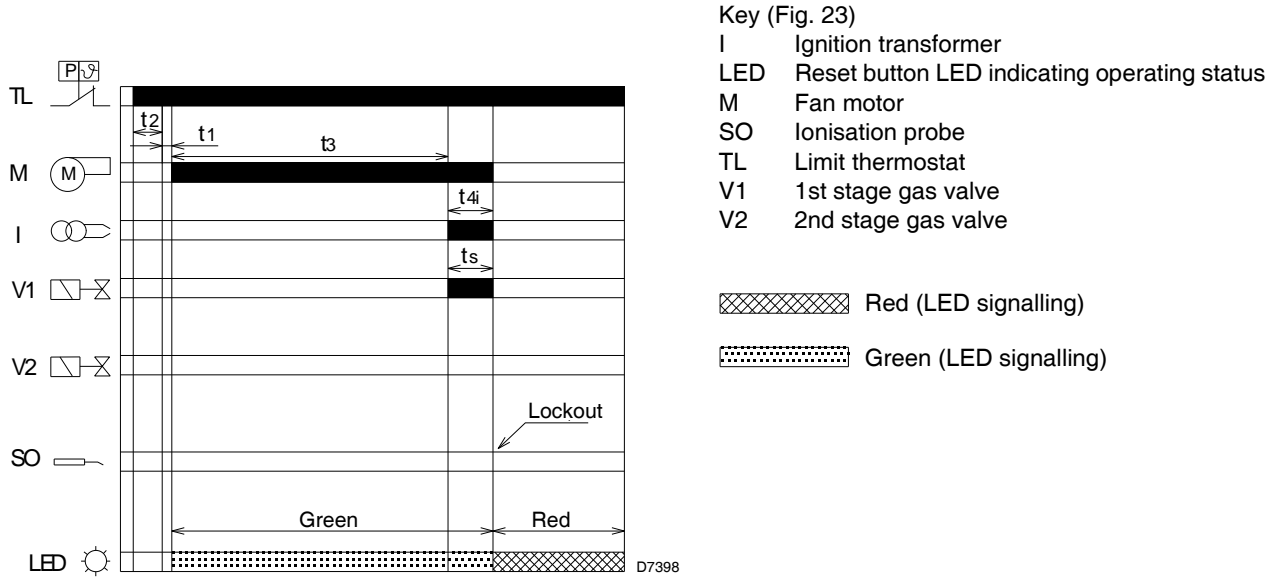 Key (Fig. 23)
I Ignition transformer
LED Reset button LED indicating operating status
M Fan motor
SO Ionisation probe
TL Limit thermostat
V1 1st stage gas valve
V2 2nd stage gas valve
Red (LED signalling)
Green (LED signalling)
P ϑ
TL
t2
t1
t3
M M
t4i
I
ts
V1
V2
Lockout
SO
Green Red
LED
D7398